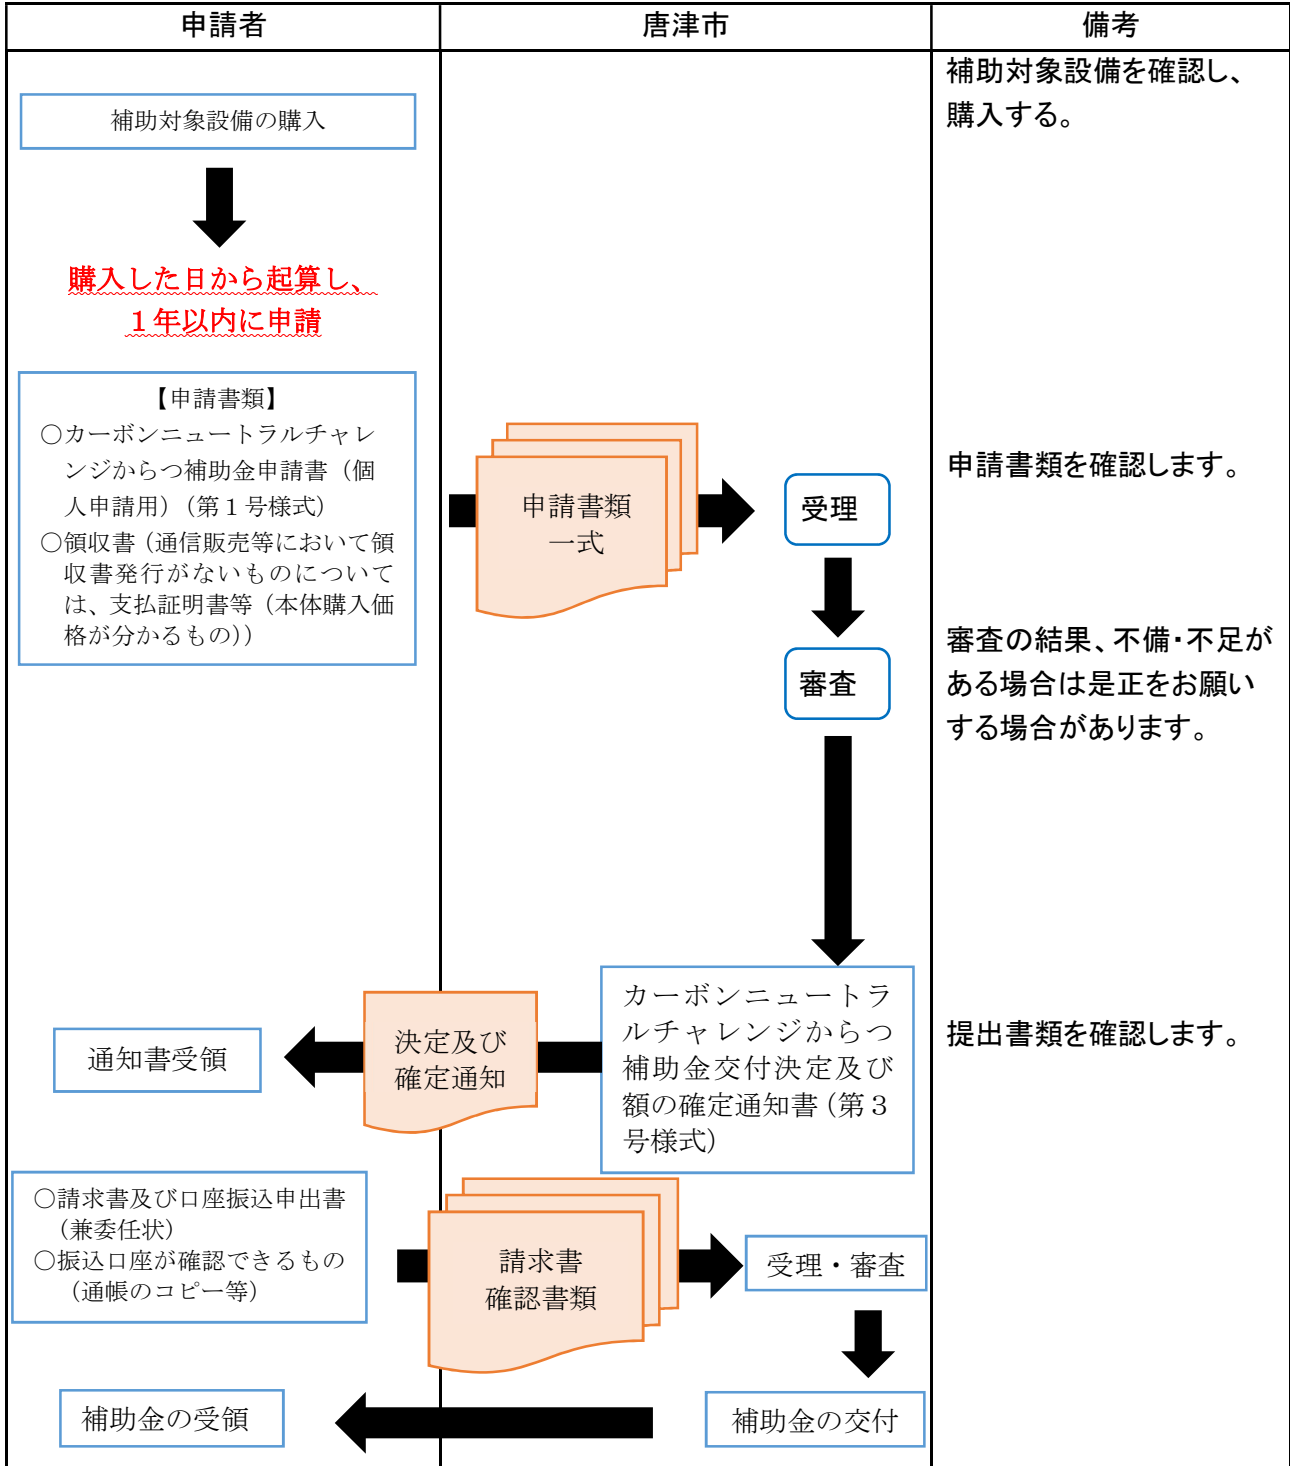 申請者
唐津市
備考
補助対象設備の購入
補助対象設備を確認し、
購入する。
購入した日から起算し、
１年以内に申請
【申請書類】
○カーボンニュートラルチャレ
ンジからつ補助金申請書（個
人申請用）（第１号様式）
○領収書（通信販売等において領
収書発行がないものについて
は、支払証明書等（本体購入価
格が分かるもの））
申請書類
一式
受理
申請書類を確認します。
審査
審査の結果、不備・不足が
ある場合は是正をお願い
する場合があります。
カーボンニュートラ
ルチャレンジからつ
補助金交付決定及び
額の確定通知書（第３
号様式）
決定及び
確定通知
通知書受領
提出書類を確認します。
○請求書及び口座振込申出書
（兼委任状）
○振込口座が確認できるもの
（通帳のコピー等）
請求書
確認書類
受理・審査
補助金の交付
補助金の受領